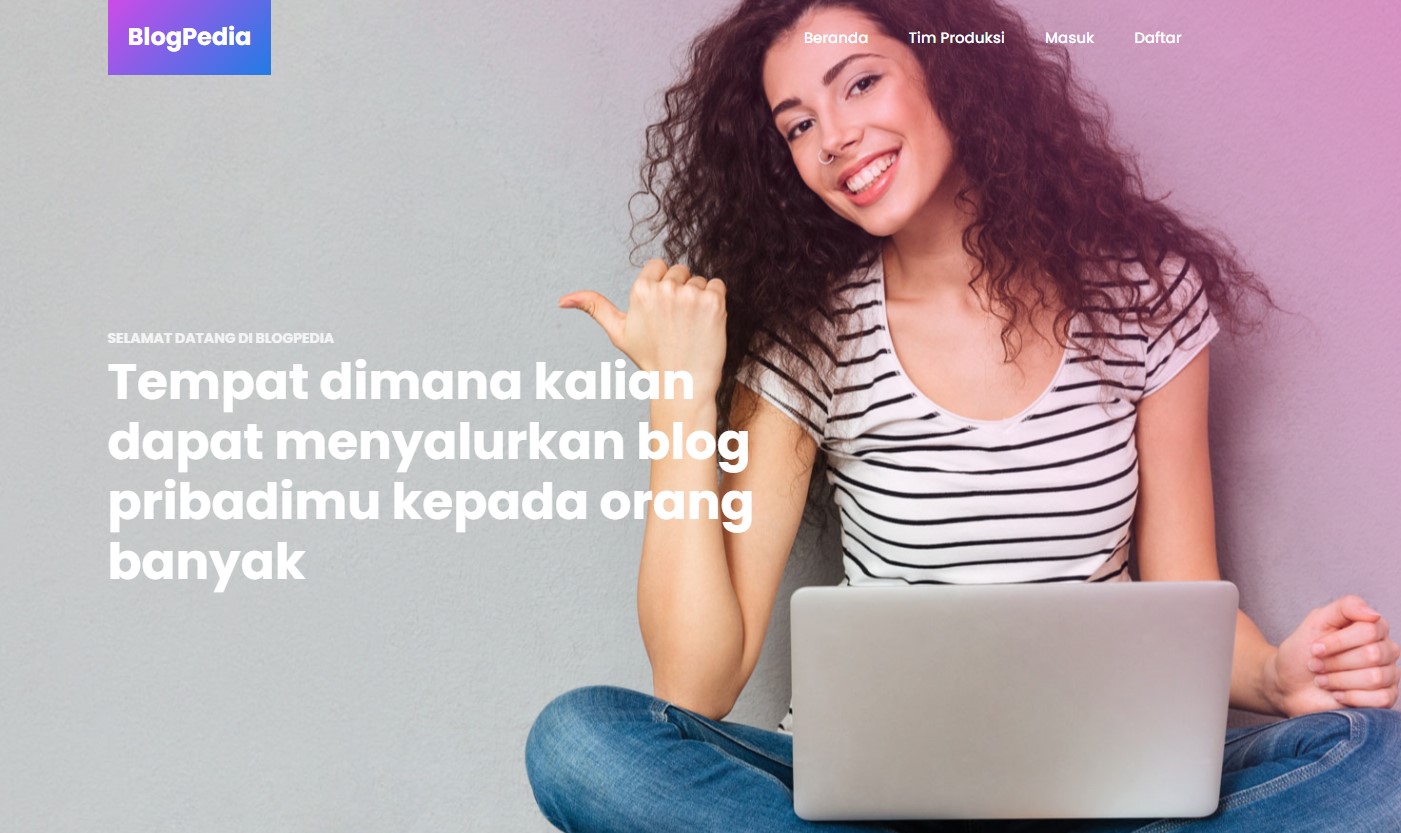 BlogPedia
Beranda Tim Produksi Masuk Daftar
SELAMAT DATANG DI BLOGPEDIA
Tempat dimana kalian
dapat menyalurkan blog
pribadimu kepada orang
banyak